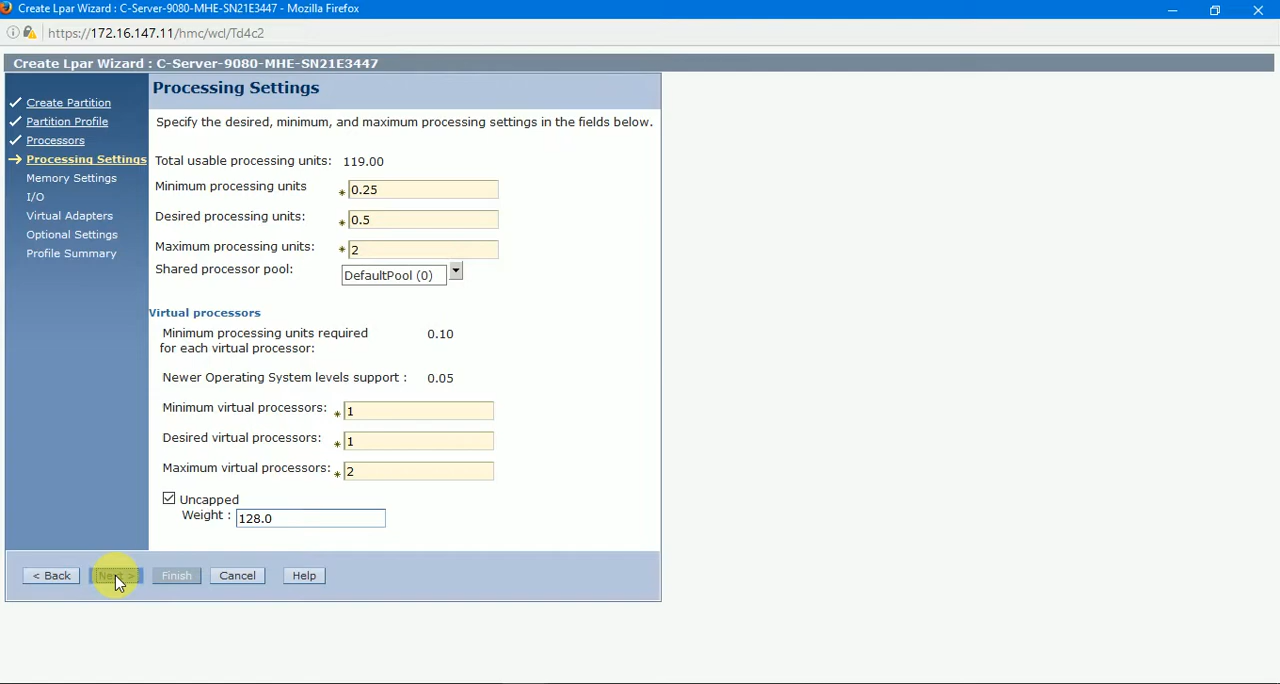 Create Lpar Wizard : C-Server-9080-MHE-SN21E3447 - Mozilla Firefox
https://172.16.147.11/hmc/wcl/Td4c2
Create Lpar Wizard : C-Server-9080-MHE-SN21E3447
Create Partition
Partition Profile
Processors
Processing Settings
Memory Settings
I/O
Virtual Adapters
Optional Settings
Profile Summary
Processing Settings
Specify the desired, minimum, and maximum processing settings in the fields below.
Total usable processing units: 119.00
Minimum processing units * 0.25
Desired processing units: * 0.5
Maximum processing units: * 2
Shared processor pool: DefaultPool (0)
Virtual processors
Minimum processing units required 0.10
for each virtual processor:
Newer Operating System levels support : 0.05
Minimum virtual processors: * 1
Desired virtual processors: * 1
Maximum virtual processors: * 2
Uncapped
Weight : 128.0
< Back Next > Finish Cancel Help